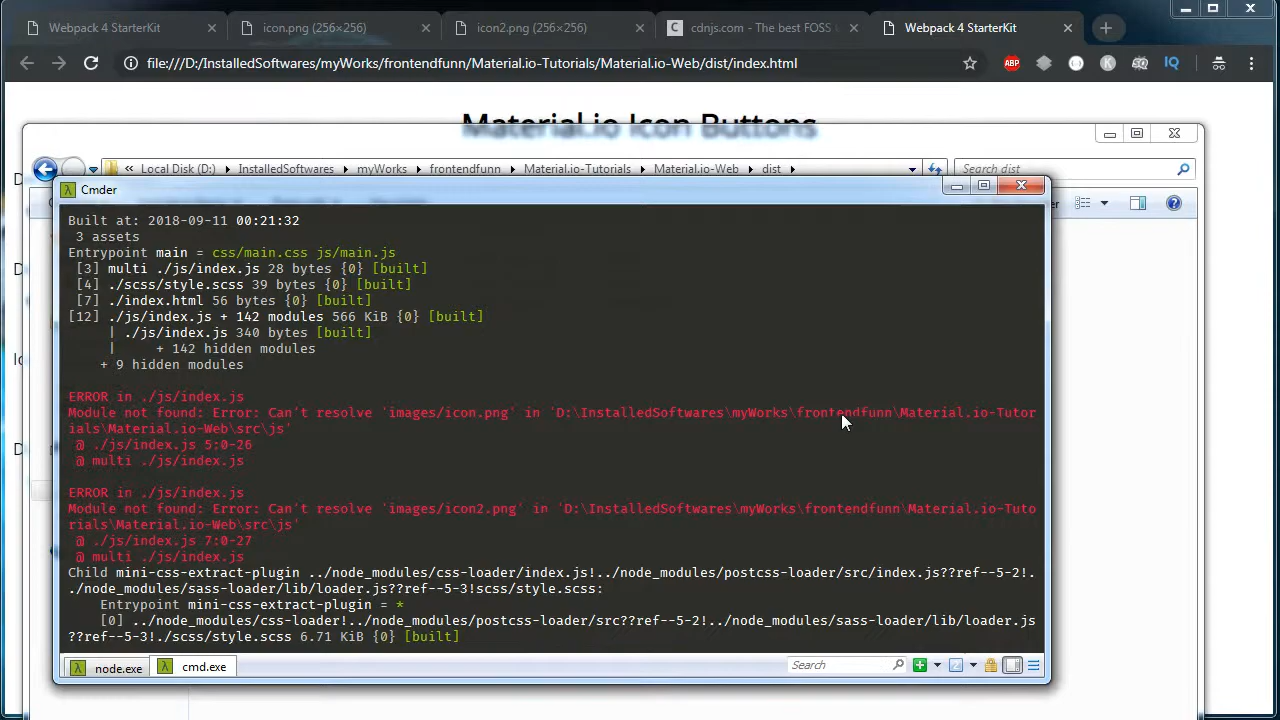 Webpack 4 StarterKit
icon.png (256×256)
icon2.png (256×256)
cdnjs.com - The best FOSS
Webpack 4 StarterKit
file:///D:/InstalledSoftwares/myWorks/frontendfunn/Material.io-Tutorials/Material.io-Web/dist/index.html
ABP
K
IQ
Material.io Icon Buttons
Local Disk (D:) InstalledSoftwares myWorks frontendfunn Material.io-Tutorials Material.io-Web dist
Search dist
Cmder
Built at: 2018-09-11 00:21:32
3 assets
Entrypoint main = css/main.css js/main.js
[3] multi ./js/index.js 28 bytes {0} [built]
[4] ./scss/style.scss 39 bytes {0} [built]
[7] ./index.html 56 bytes {0} [built]
[12] ./js/index.js + 142 modules 566 KiB {0} [built]
| ./js/index.js 340 bytes [built]
| + 142 hidden modules
+ 9 hidden modules
ERROR in ./js/index.js
Module not found: Error: Can't resolve 'images/icon.png' in 'D:\InstalledSoftwares\myWorks\frontendfunn\Material.io-Tutor
ials\Material.io-Web\src\js'
@ ./js/index.js 5:0-26
@ multi ./js/index.js
ERROR in ./js/index.js
Module not found: Error: Can't resolve 'images/icon2.png' in 'D:\InstalledSoftwares\myWorks\frontendfunn\Material.io-Tuto
rials\Material.io-Web\src\js'
@ ./js/index.js 7:0-27
@ multi ./js/index.js
Child mini-css-extract-plugin ../node_modules/css-loader/index.js!../node_modules/postcss-loader/src/index.js??ref--5-2!.
./node_modules/sass-loader/lib/loader.js??ref--5-3!scss/style.scss:
Entrypoint mini-css-extract-plugin = *
[0] ../node_modules/css-loader!../node_modules/postcss-loader/src??ref--5-2!../node_modules/sass-loader/lib/loader.js
??ref--5-3!./scss/style.scss 6.71 KiB {0} [built]
node.exe
cmd.exe
Search